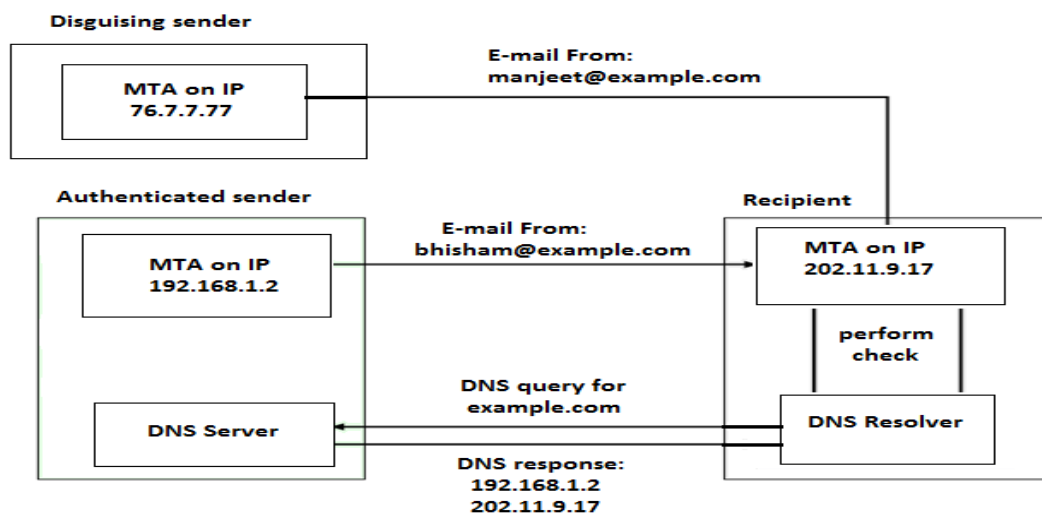 Disguising sender
MTA on IP
76.7.7.77
E-mail From:
manjeet@example.com
Authenticated sender
Recipient
MTA on IP
192.168.1.2
E-mail From:
bhisham@example.com
MTA on IP
202.11.9.17
perform
check
DNS Server
DNS query for
example.com
DNS Resolver
DNS response:
192.168.1.2
202.11.9.17